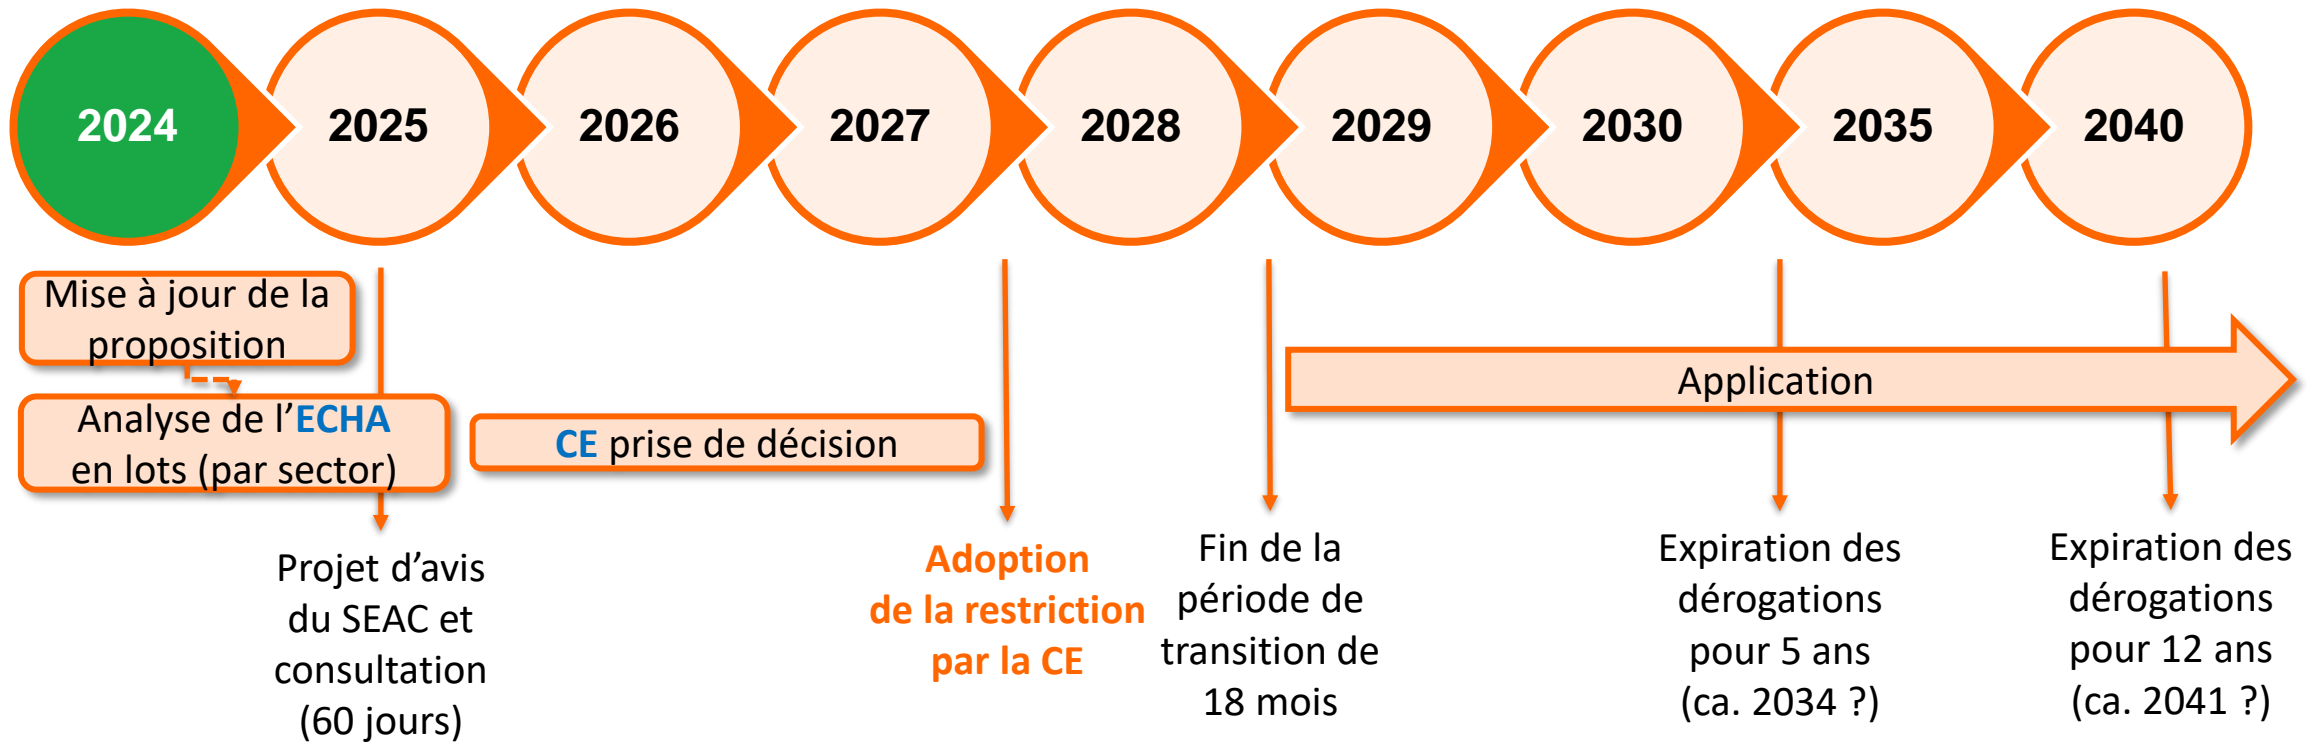 2024
2025
2026
2027
2028
2029
2030
2035
2040
Mise à jour de la
proposition
Analyse de l’ECHA
en lots (par sector)
CE prise de décision
Application
Projet d’avis
du SEAC et
consultation
(60 jours)
Adoption
de la restriction
par la CE
Fin de la
période de
transition de
18 mois
Expiration des
dérogations
pour 5 ans
(ca. 2034 ?)
Expiration des
dérogations
pour 12 ans
(ca. 2041 ?)